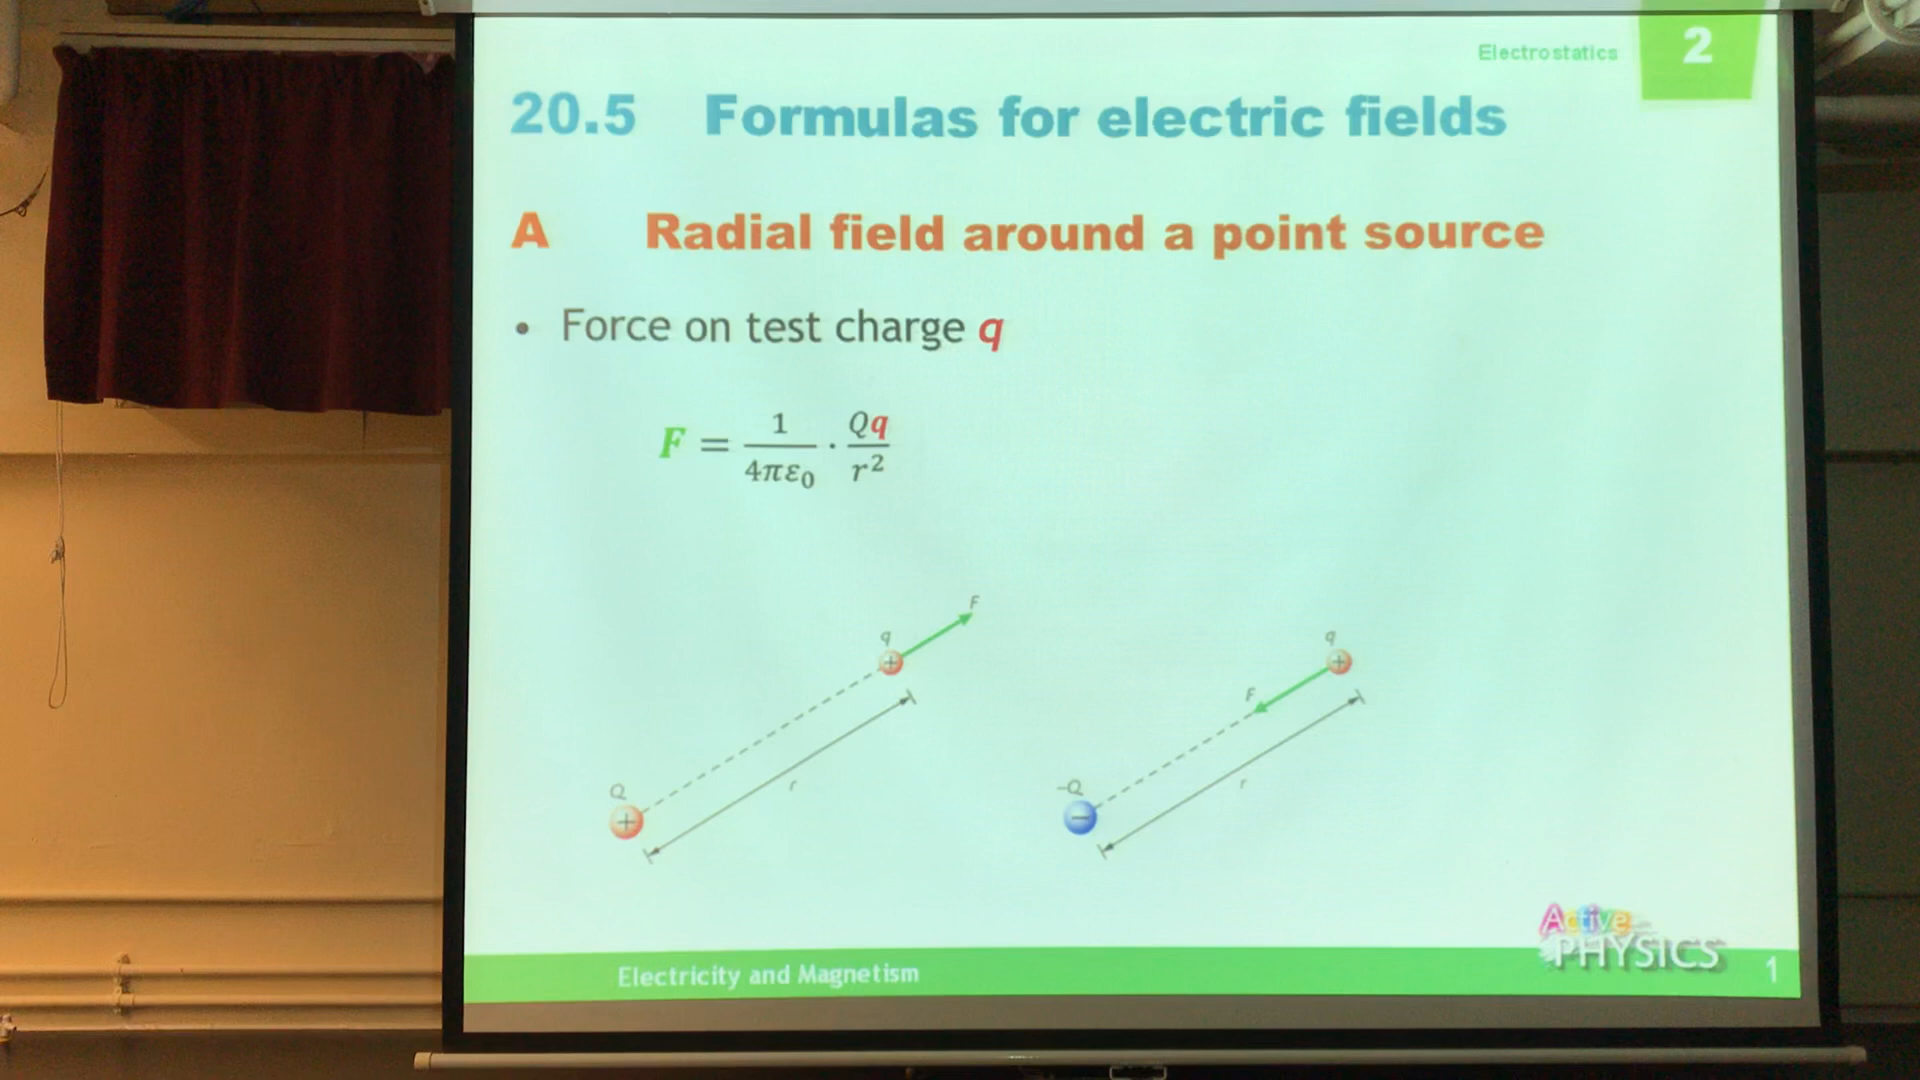 Electrostatics 2
20.5 Formulas for electric fields
A Radial field around a point source
• Force on test charge q
F = 1/4πε₀ · Qq/r²
q F
Q r
q F
-Q r
Active
PHYSICS
Electricity and Magnetism 1